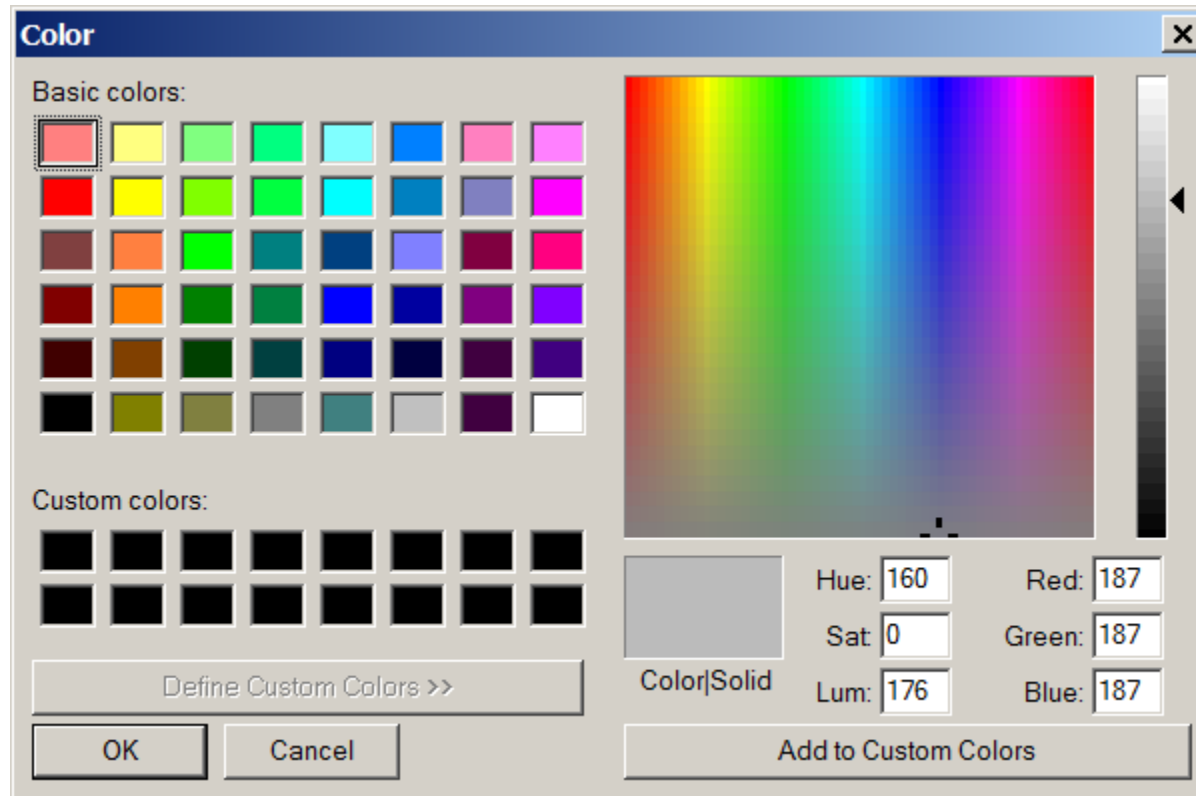 Color
Basic colors:
Custom colors:
Define Custom Colors >>
OK
Cancel
Color|Solid
Hue: 160
Sat: 0
Lum: 176
Red: 187
Green: 187
Blue: 187
Add to Custom Colors